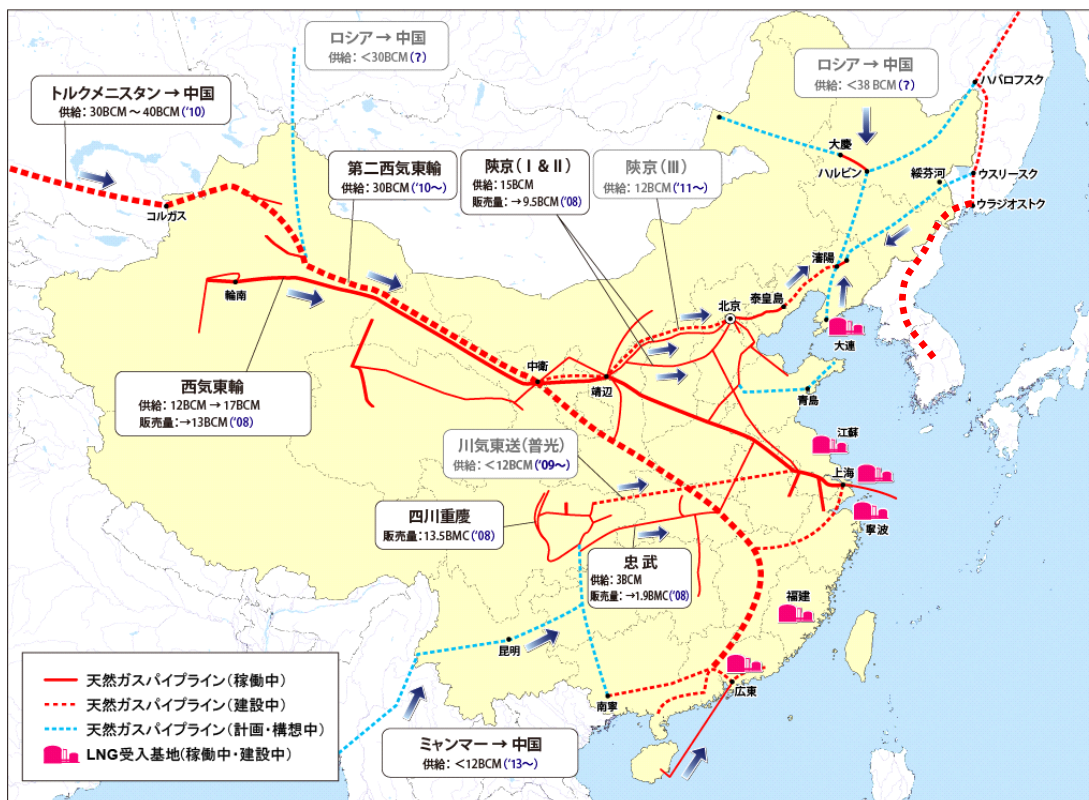 ロシア → 中国
供給：＜30BCM（?）
ロシア → 中国
供給：＜38 BCM（?）
トルクメニスタン → 中国
供給：30BCM ～ 40BCM（'10）
第二西気東輸
供給：30BCM（'10～）
陝京（Ⅰ & Ⅱ）
供給：15BCM
販売量：→9.5BCM（'08）
陝京（Ⅲ）
供給：12BCM（'11～）
ハバロフスク
大慶
ハルビン
綏芬河
ウスリースク
ウラジオストク
コルガス
瀋陽
輪南
北京
泰皇島
大連
中衛
靖辺
青島
西気東輸
供給：12BCM → 17BCM
販売量：→13BCM（'08）
川気東送（普光）
供給：＜12BCM（'09～）
江蘇
上海
寧波
四川重慶
販売量：13.5BMC（'08）
忠 武
供給：3BCM
販売量：→1.9BMC（'08）
福建
昆明
広東
南寧
ミャンマー → 中国
供給：＜12BCM（'13～）
天然ガスパイプライン（稼働中）
天然ガスパイプライン（建設中）
天然ガスパイプライン（計画・構想中）
LNG受入基地（稼働中・建設中）